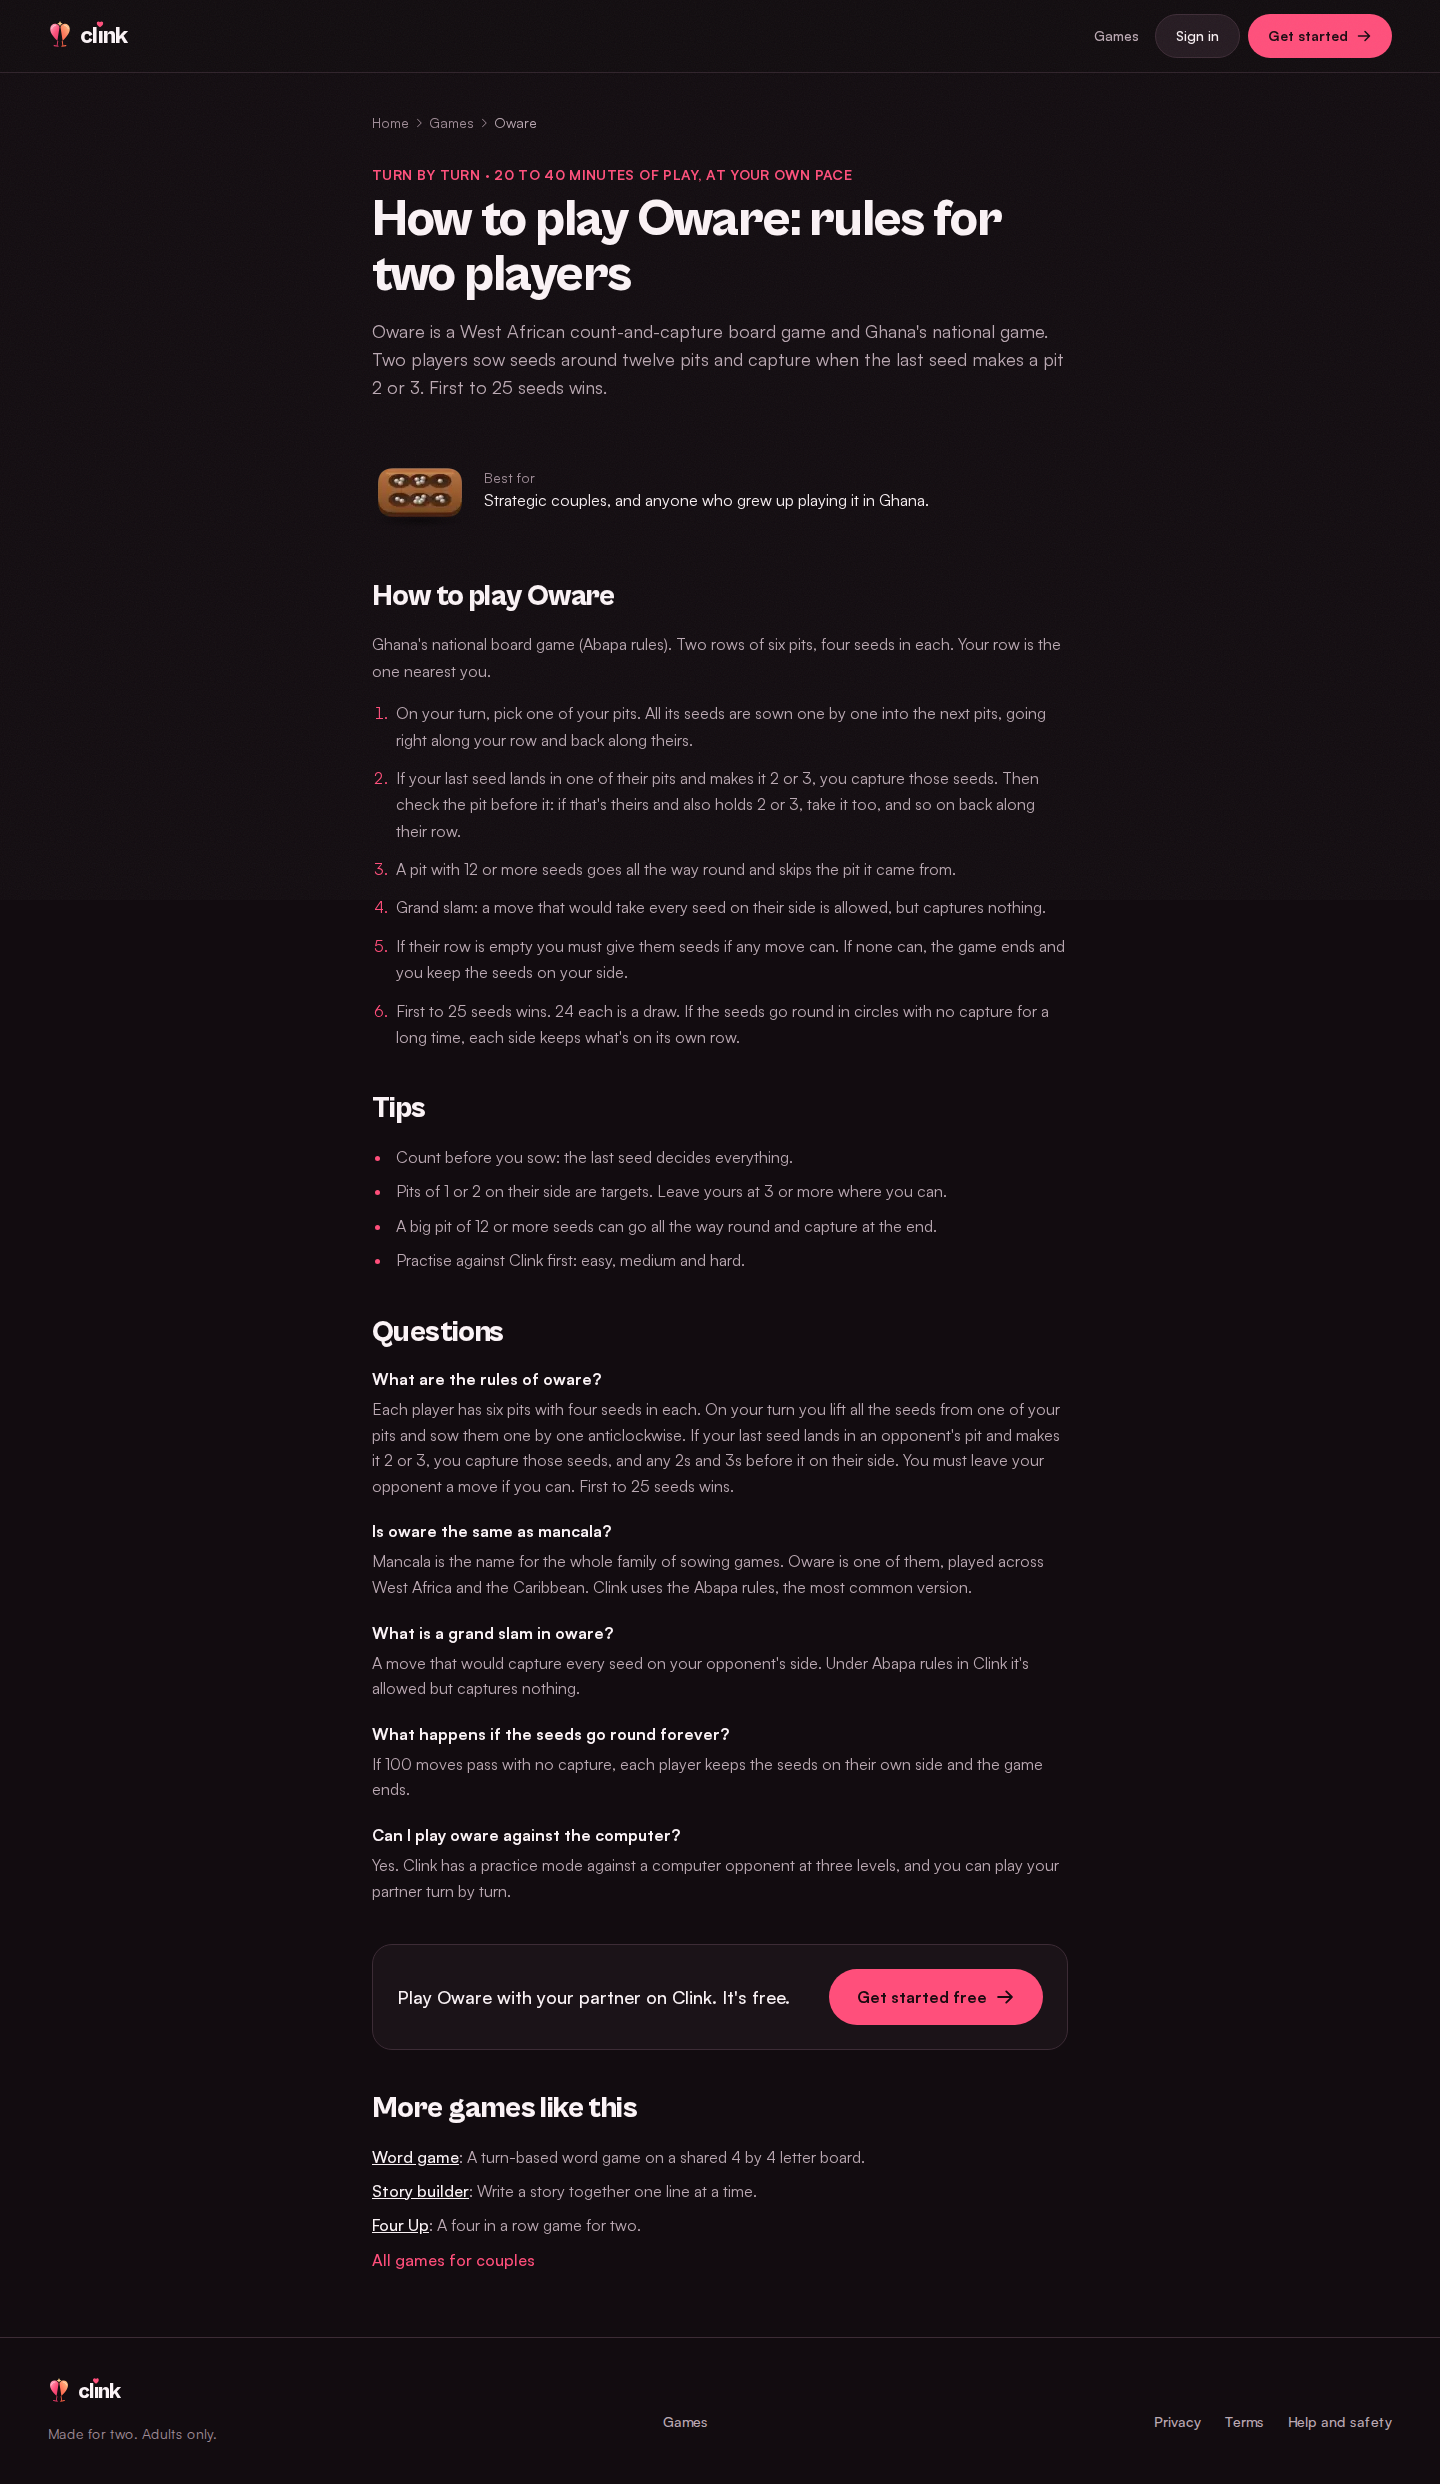 clink
Games
Sign in
Get started →
Home > Games > Oware
TURN BY TURN · 20 TO 40 MINUTES OF PLAY, AT YOUR OWN PACE
How to play Oware: rules for
two players
Oware is a West African count-and-capture board game and Ghana's national game.
Two players sow seeds around twelve pits and capture when the last seed makes a pit
2 or 3. First to 25 seeds wins.
Best for
Strategic couples, and anyone who grew up playing it in Ghana.
How to play Oware
Ghana's national board game (Abapa rules). Two rows of six pits, four seeds in each. Your row is the
one nearest you.
1. On your turn, pick one of your pits. All its seeds are sown one by one into the next pits, going
right along your row and back along theirs.
2. If your last seed lands in one of their pits and makes it 2 or 3, you capture those seeds. Then
check the pit before it: if that's theirs and also holds 2 or 3, take it too, and so on back along
their row.
3. A pit with 12 or more seeds goes all the way round and skips the pit it came from.
4. Grand slam: a move that would take every seed on their side is allowed, but captures nothing.
5. If their row is empty you must give them seeds if any move can. If none can, the game ends and
you keep the seeds on your side.
6. First to 25 seeds wins. 24 each is a draw. If the seeds go round in circles with no capture for a
long time, each side keeps what's on its own row.
Tips
• Count before you sow: the last seed decides everything.
• Pits of 1 or 2 on their side are targets. Leave yours at 3 or more where you can.
• A big pit of 12 or more seeds can go all the way round and capture at the end.
• Practise against Clink first: easy, medium and hard.
Questions
What are the rules of oware?
Each player has six pits with four seeds in each. On your turn you lift all the seeds from one of your
pits and sow them one by one anticlockwise. If your last seed lands in an opponent's pit and makes
it 2 or 3, you capture those seeds, and any 2s and 3s before it on their side. You must leave your
opponent a move if you can. First to 25 seeds wins.
Is oware the same as mancala?
Mancala is the name for the whole family of sowing games. Oware is one of them, played across
West Africa and the Caribbean. Clink uses the Abapa rules, the most common version.
What is a grand slam in oware?
A move that would capture every seed on your opponent's side. Under Abapa rules in Clink it's
allowed but captures nothing.
What happens if the seeds go round forever?
If 100 moves pass with no capture, each player keeps the seeds on their own side and the game
ends.
Can I play oware against the computer?
Yes. Clink has a practice mode against a computer opponent at three levels, and you can play your
partner turn by turn.
Play Oware with your partner on Clink. It's free.
Get started free →
More games like this
Word game: A turn-based word game on a shared 4 by 4 letter board.
Story builder: Write a story together one line at a time.
Four Up: A four in a row game for two.
All games for couples
clink
Made for two. Adults only.
Games
Privacy
Terms
Help and safety